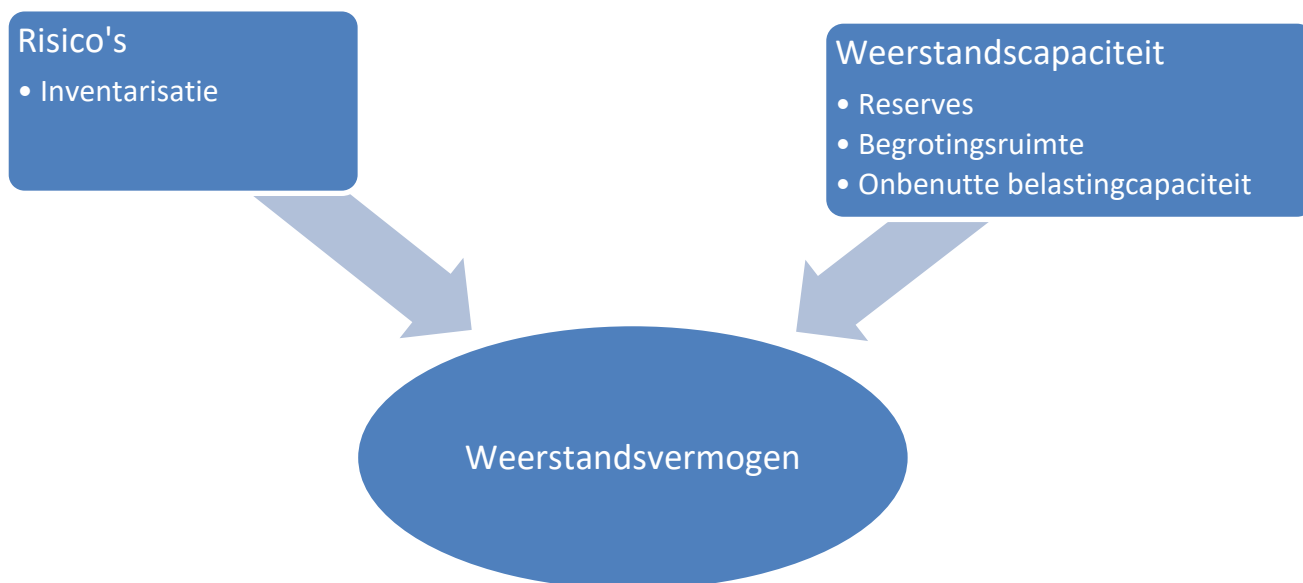 Risico's
• Inventarisatie
Weerstandscapaciteit
• Reserves
• Begrotingsruimte
• Onbenutte belastingcapaciteit
Weerstandsvermogen